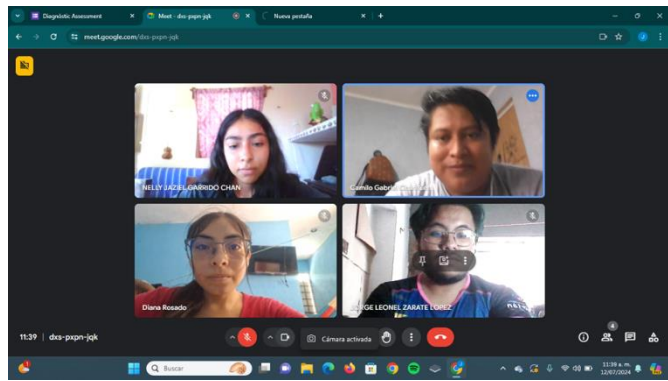 Diagnostic Assessment
Meet - dxs-pxpn-jqk
Nueva pestaña
meet.google.com/dxs-pxpn-jqk
NELLY JAZIEL GARRIDO CHAN
Camilo Gabriel
Diana Rosado
JORGE LEONEL ZARATE LOPEZ
11:39 | dxs-pxpn-jqk
Cámara activada
4
Buscar
11:39 a. m.
12/07/2024